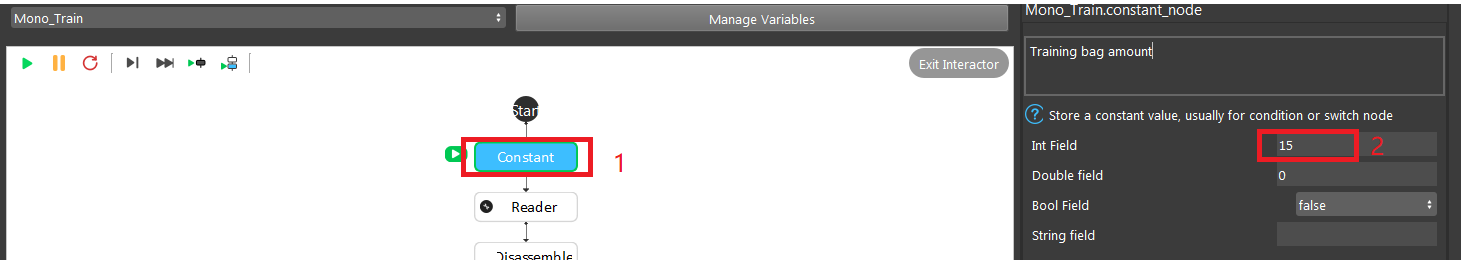 Mono_Train
Manage Variables
Mono_Train.constant_node
Training bag amount
Exit Interactor
Start
Store a constant value, usually for condition or switch node
Constant
1
Int Field
15
2
Double field
0
Reader
Bool Field
false
String field
Disassemble